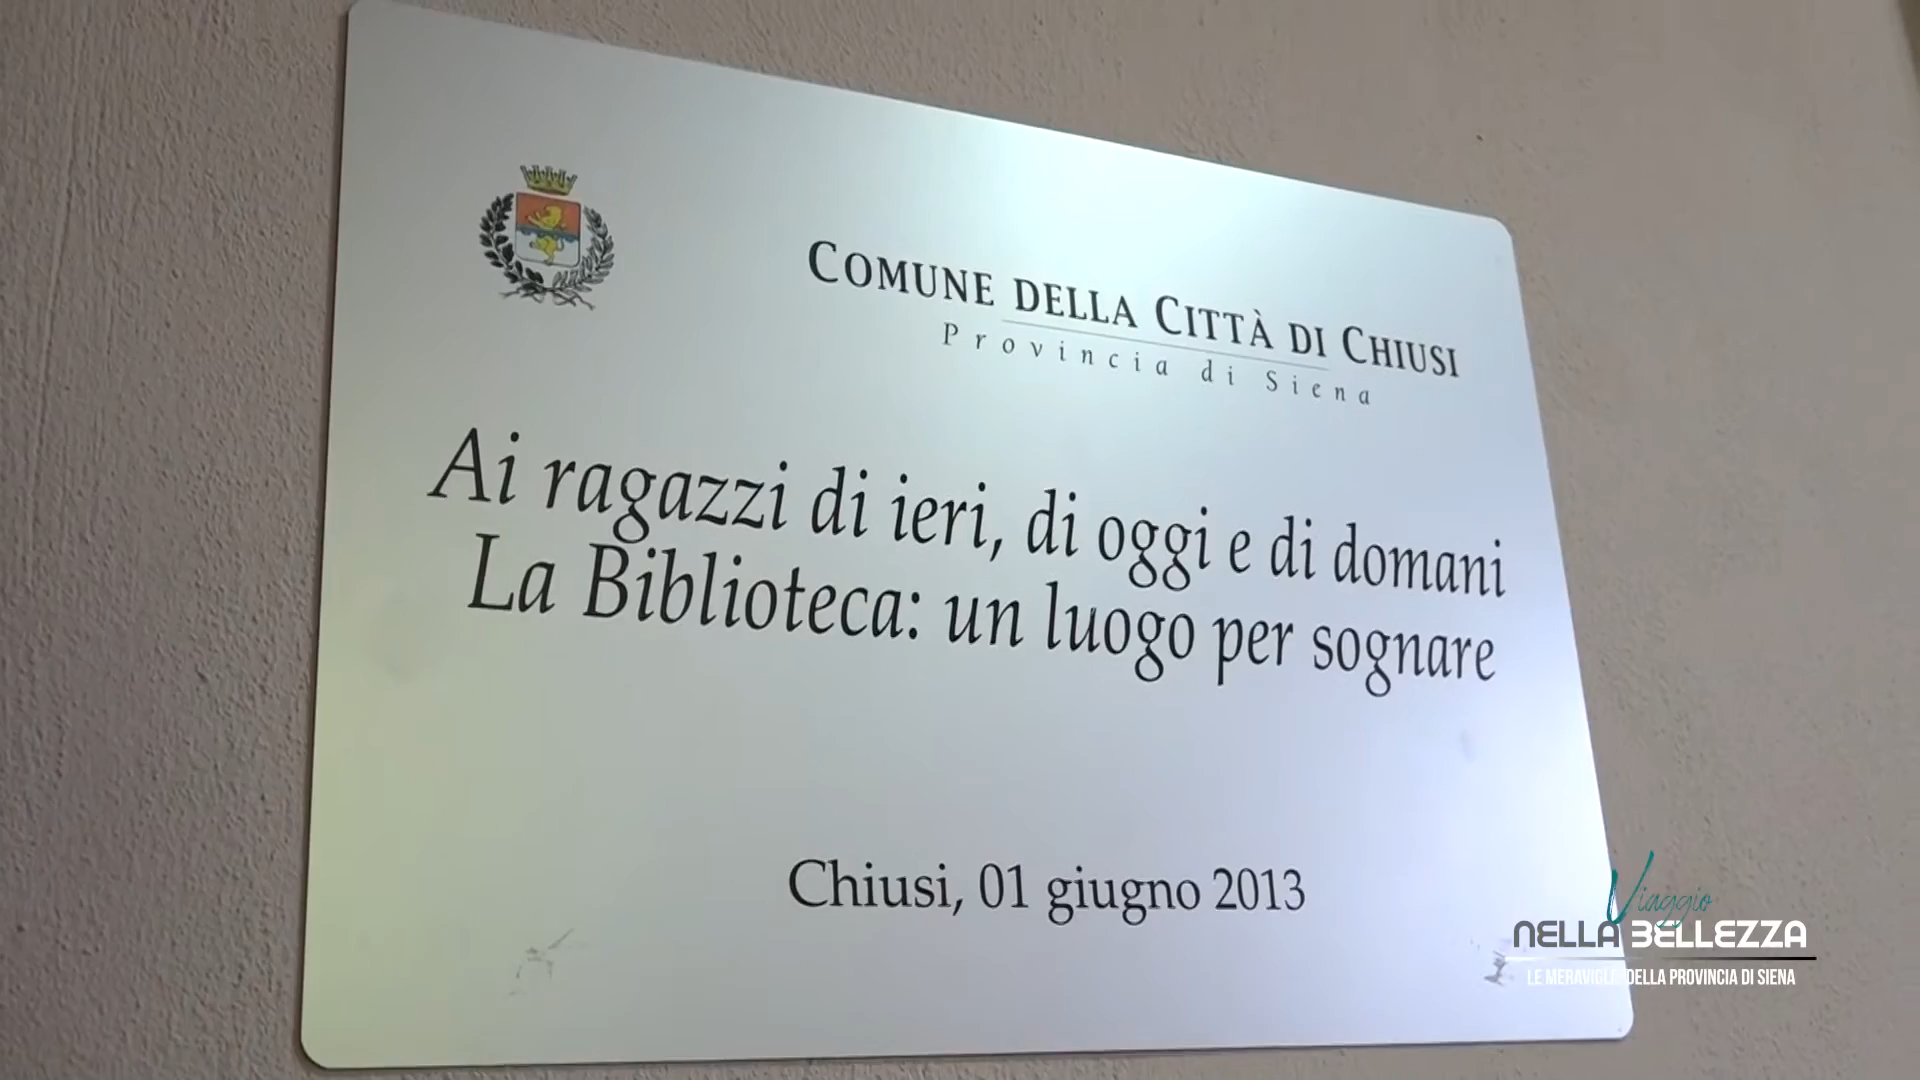 COMUNE DELLA CITTÀ DI CHIUSI
Provincia di Siena
Ai ragazzi di ieri, di oggi e di domani
La Biblioteca: un luogo per sognare
Chiusi, 01 giugno 2013
Viaggio
NELLA BELLEZZA
LE MERAVIGLIE DELLA PROVINCIA DI SIENA